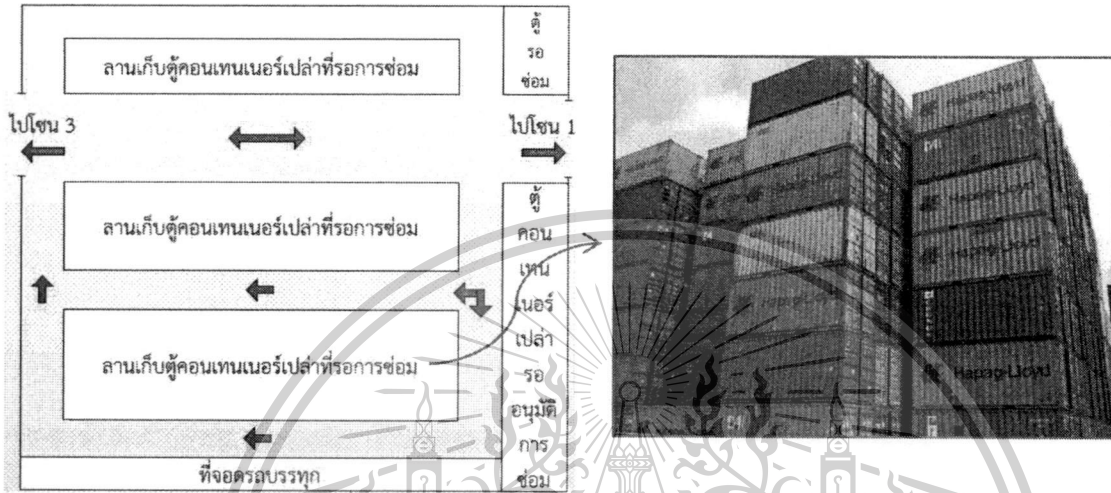 ตู้
รอ
ซ่อม
ลานเก็บตู้คอนเทนเนอร์เปล่าที่รอการซ่อม
ไปโซน 3
ไปโซน 1
ลานเก็บตู้คอนเทนเนอร์เปล่าที่รอการซ่อม
ตู้
คอน
เทน
เนอร์
เปล่า
รอ
อนุมัติ
การ
ซ่อม
ลานเก็บตู้คอนเทนเนอร์เปล่าที่รอการซ่อม
ที่จอดรถบรรทุก
Hapag-Lloyd
Hapag-Lloyd
Hapag-Lloyd
Hapag-Lloyd